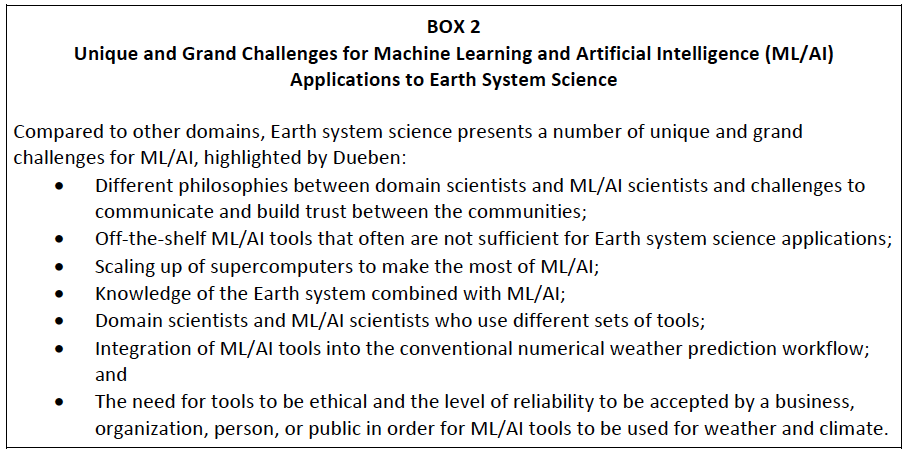 BOX 2
Unique and Grand Challenges for Machine Learning and Artificial Intelligence (ML/AI)
Applications to Earth System Science
Compared to other domains, Earth system science presents a number of unique and grand
challenges for ML/AI, highlighted by Dueben:
• Different philosophies between domain scientists and ML/AI scientists and challenges to
communicate and build trust between the communities;
• Off-the-shelf ML/AI tools that often are not sufficient for Earth system science applications;
• Scaling up of supercomputers to make the most of ML/AI;
• Knowledge of the Earth system combined with ML/AI;
• Domain scientists and ML/AI scientists who use different sets of tools;
• Integration of ML/AI tools into the conventional numerical weather prediction workflow;
and
• The need for tools to be ethical and the level of reliability to be accepted by a business,
organization, person, or public in order for ML/AI tools to be used for weather and climate.